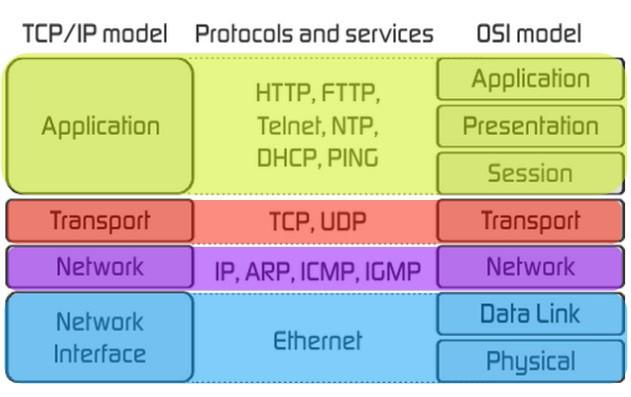 TCP/IP model Protocols and services OSI model
Application
HTTP, FTTP,
Telnet, NTP,
DHCP, PING
Application
Presentation
Session
Transport
TCP, UDP
Transport
Network
IP, ARP, ICMP, IGMP
Network
Network
Interface
Ethernet
Data Link
Physical